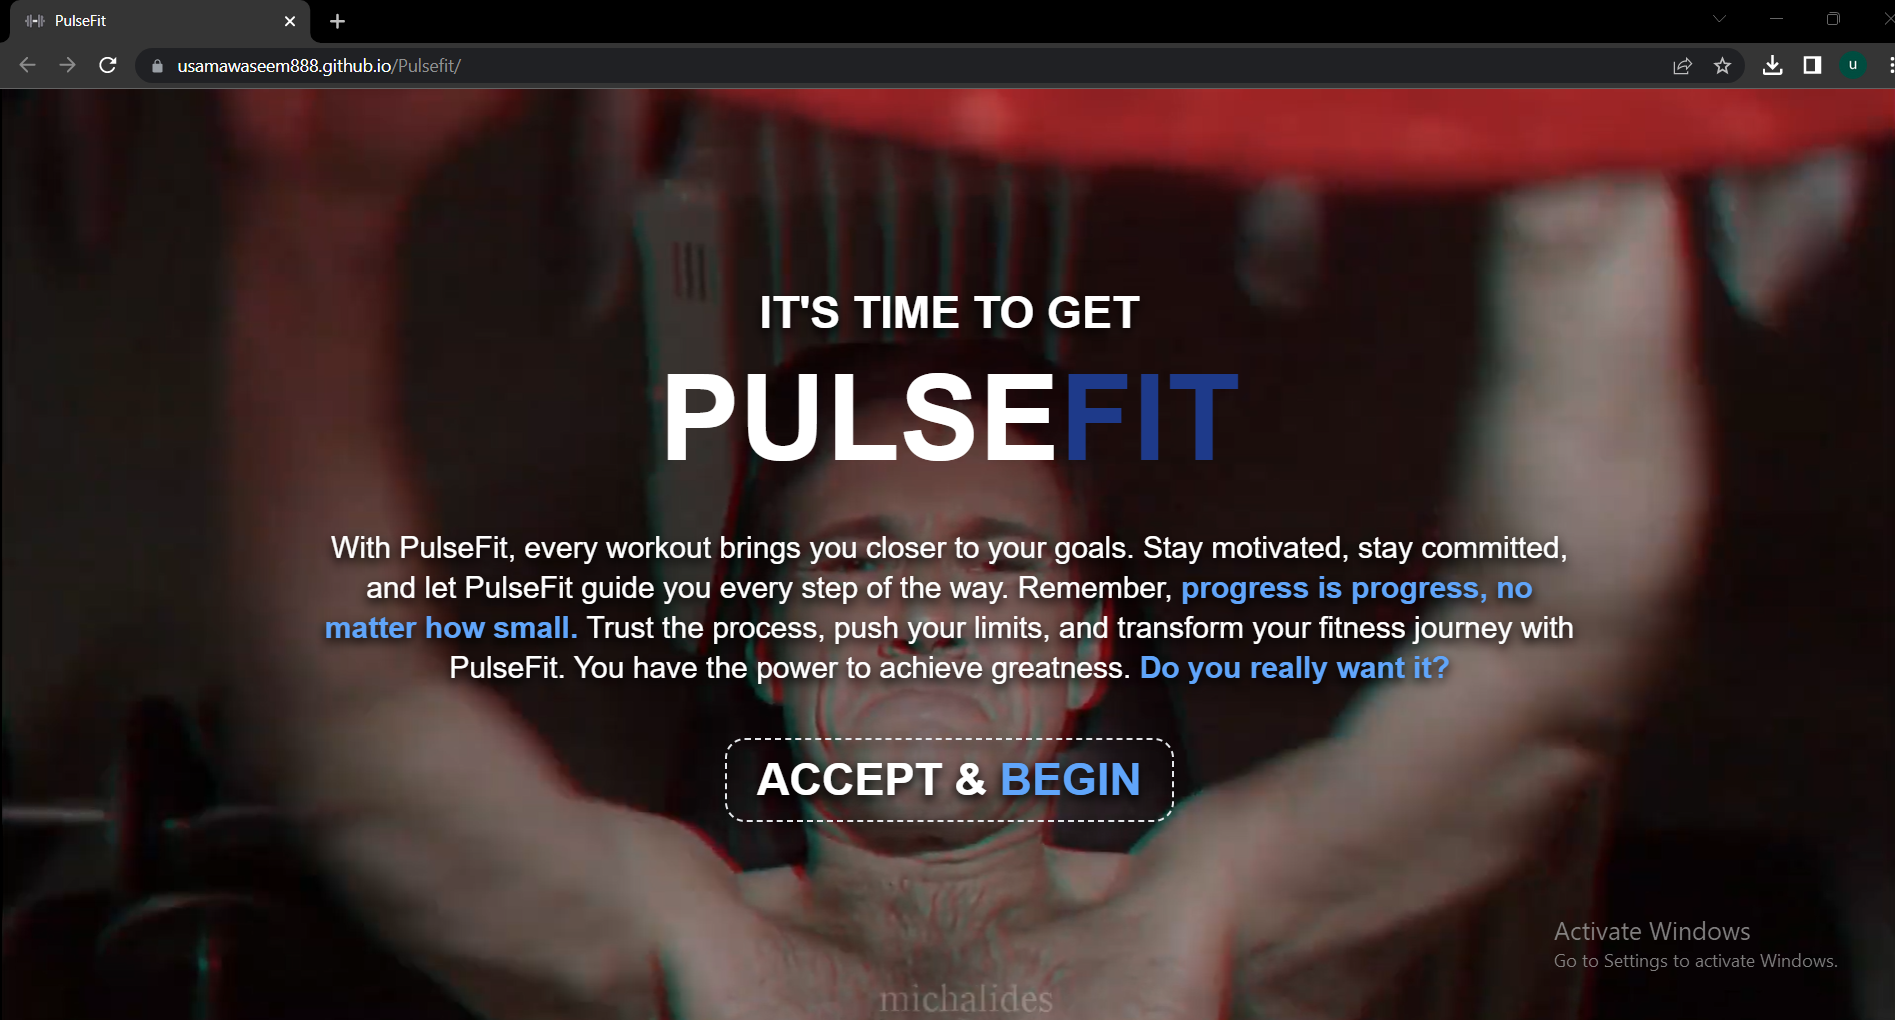 PulseFit
usamawaseem888.github.io/Pulsefit/
u
IT'S TIME TO GET
PULSEFIT
With PulseFit, every workout brings you closer to your goals. Stay motivated, stay committed,
and let PulseFit guide you every step of the way. Remember, progress is progress, no
matter how small. Trust the process, push your limits, and transform your fitness journey with
PulseFit. You have the power to achieve greatness. Do you really want it?
ACCEPT & BEGIN
Activate Windows
Go to Settings to activate Windows.
michalides